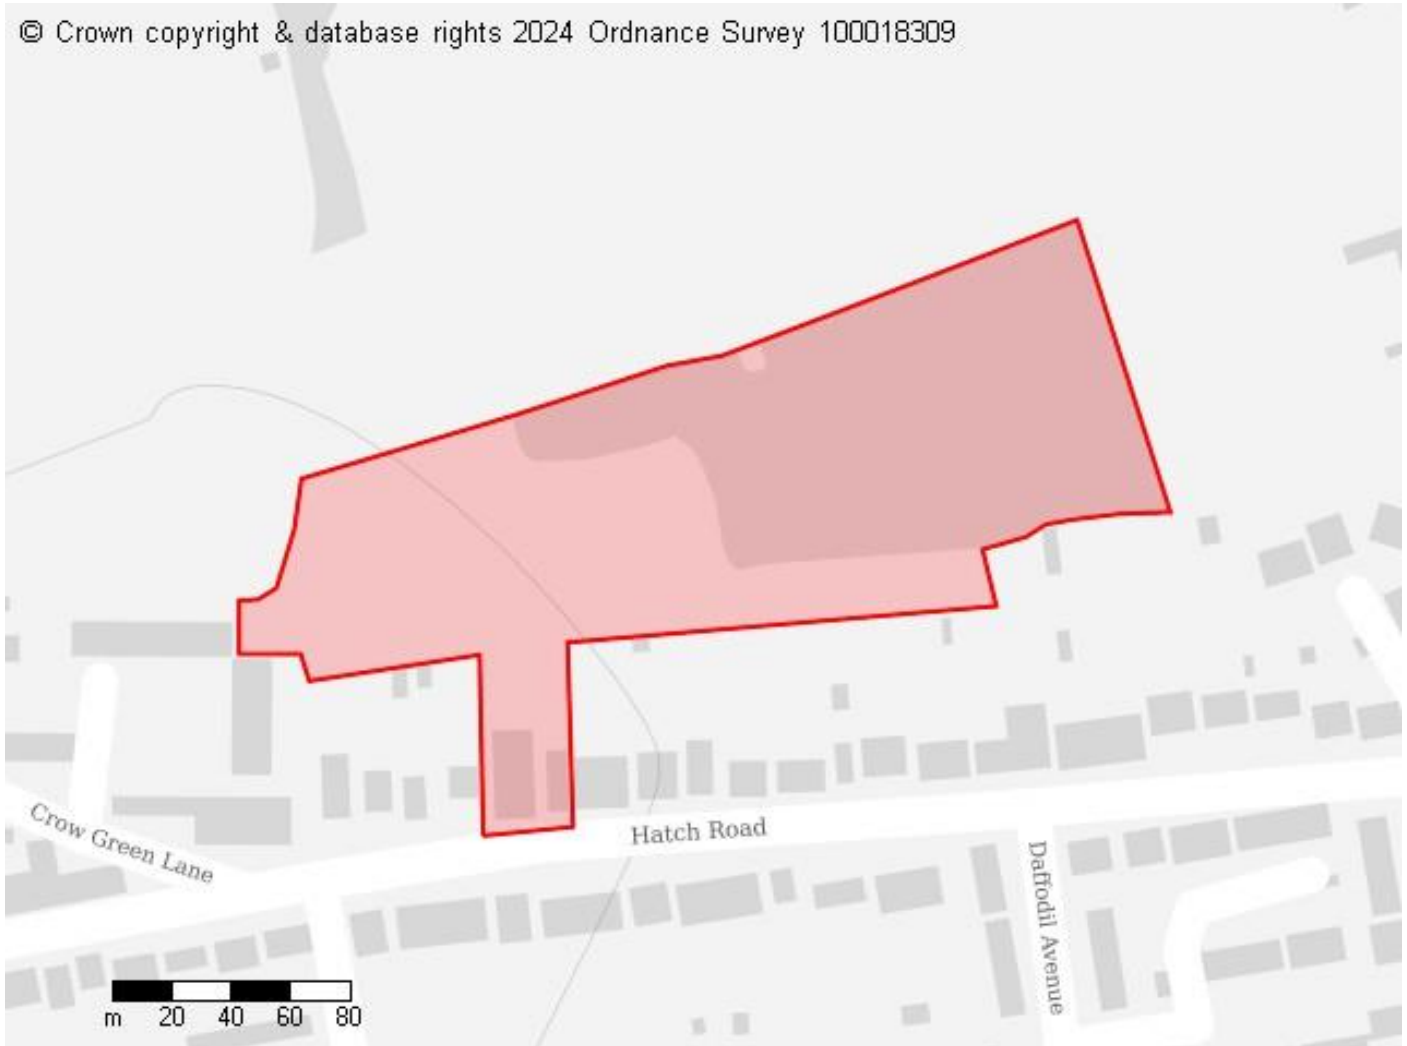 © Crown copyright & database rights 2024 Ordnance Survey 100018309
Crow Green Lane
Hatch Road
Daffodil Avenue
m 20 40 60 80